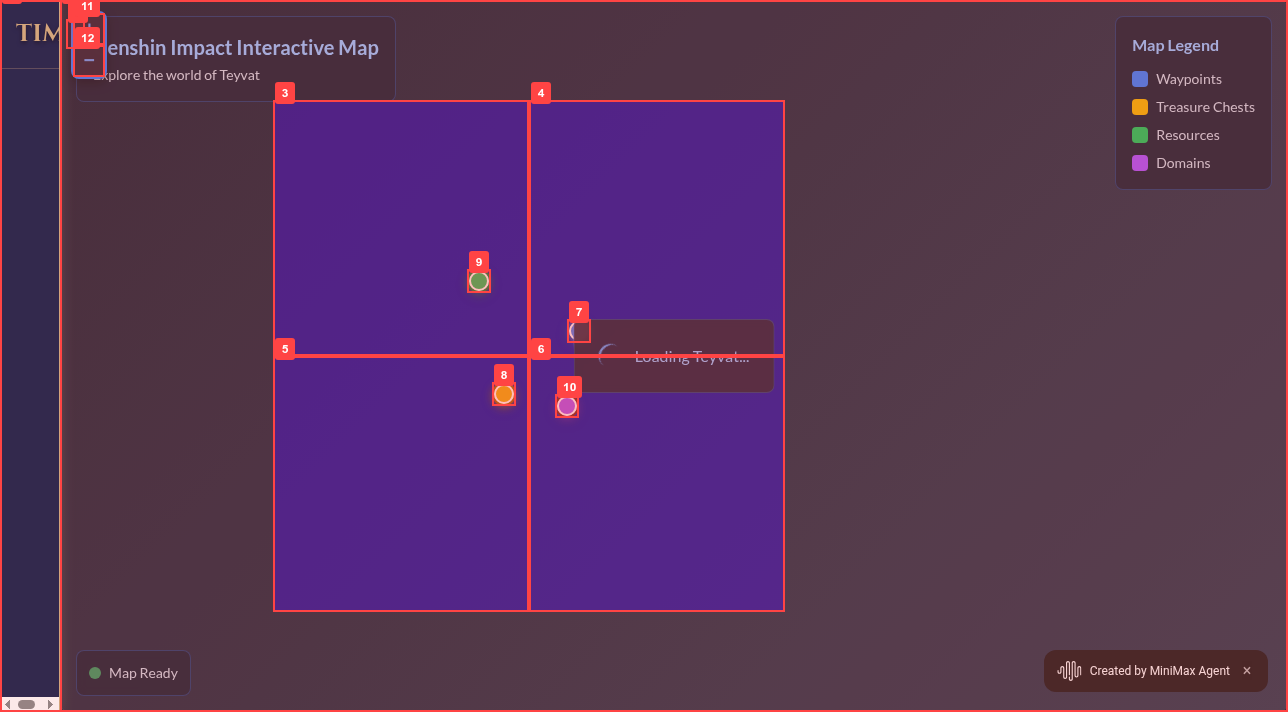 TIM
11
12
enshin Impact Interactive Map
Explore the world of Teyvat
Map Legend
Waypoints
Treasure Chests
Resources
Domains
3
4
9
7
5
6
Loading Teyvat...
8
10
Map Ready
Created by MiniMax Agent ×